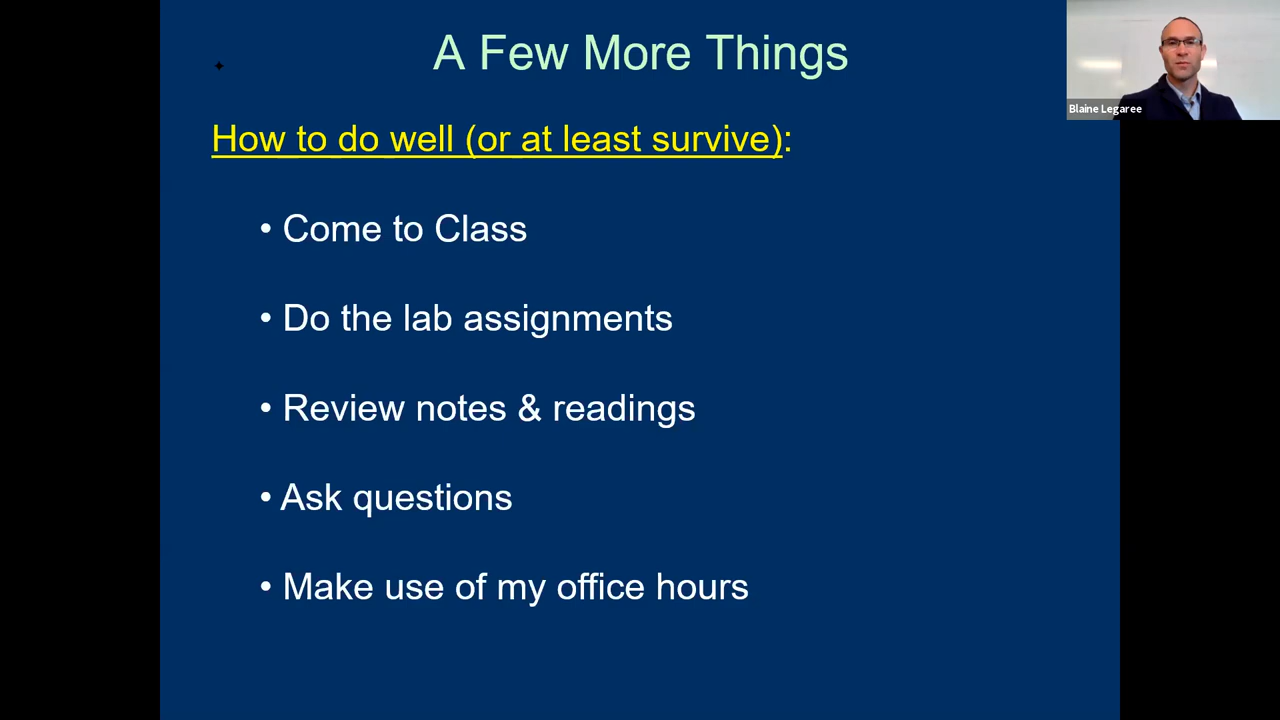 A Few More Things
Blaine Legaree
How to do well (or at least survive):
• Come to Class
• Do the lab assignments
• Review notes & readings
• Ask questions
• Make use of my office hours